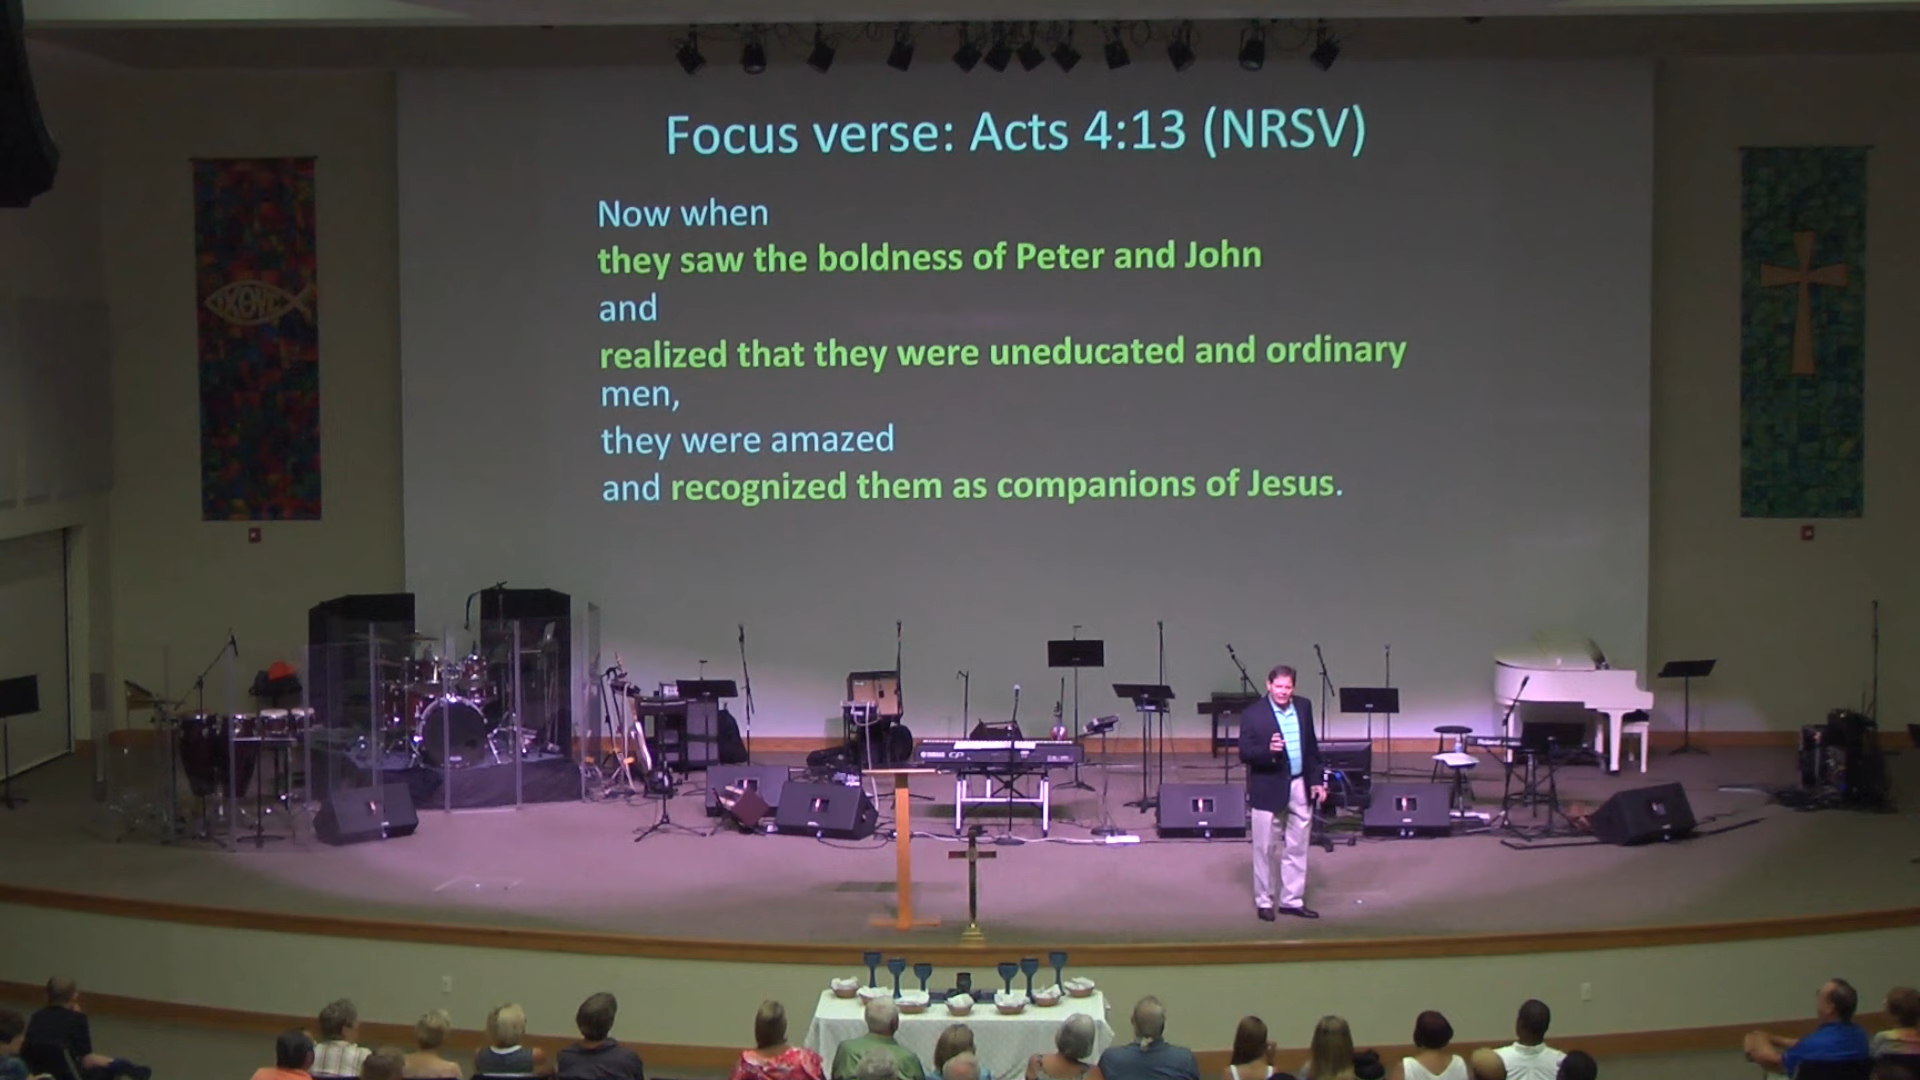 Focus verse: Acts 4:13 (NRSV)
Now when
they saw the boldness of Peter and John
and
realized that they were uneducated and ordinary
men,
they were amazed
and recognized them as companions of Jesus.
ΙΧΘΥΣ